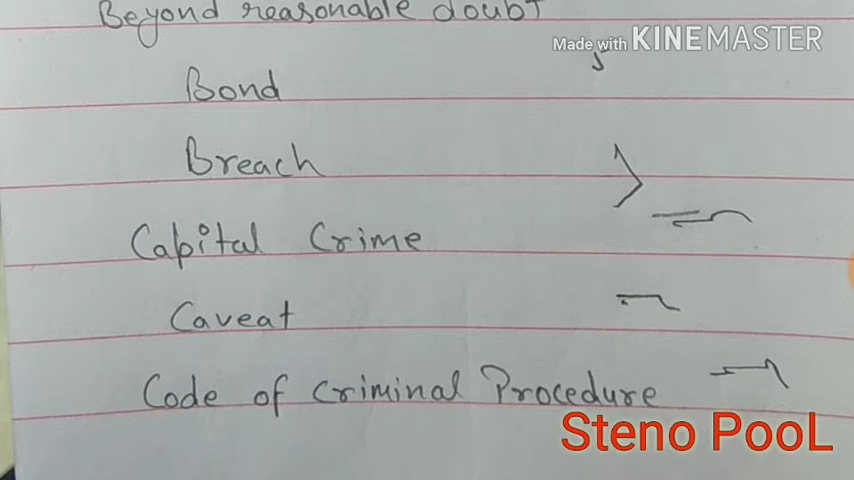 Beyond reasonable doubt
Made with KINEMASTER
Bond
Breach
Capital Crime
Caveat
Code of criminal Procedure
Steno PooL